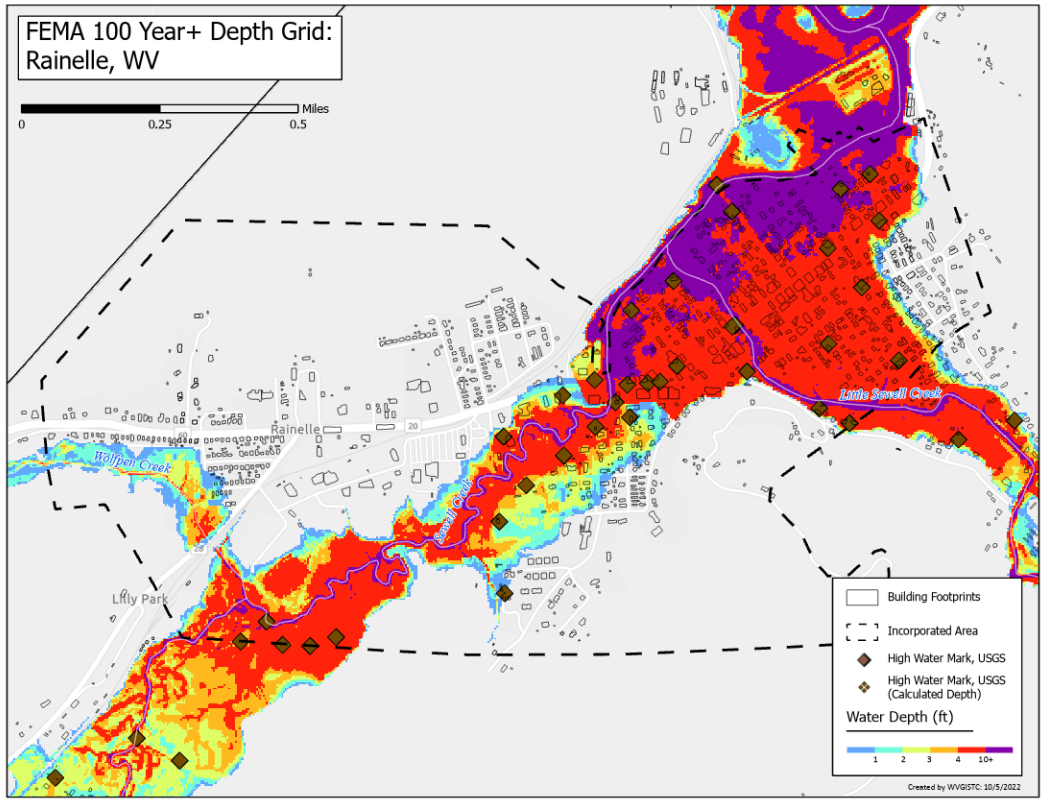 FEMA 100 Year+ Depth Grid:
Rainelle, WV
Miles
0 0.25 0.5
Little Sewell Creek
Rainelle
20
Wolfpen Creek
Sewell Creek
20
Lilly Park
Building Footprints
Incorporated Area
High Water Mark, USGS
High Water Mark, USGS
(Calculated Depth)
Water Depth (ft)
1 2 3 4 10+
Created by WVGISTC: 10/5/2022